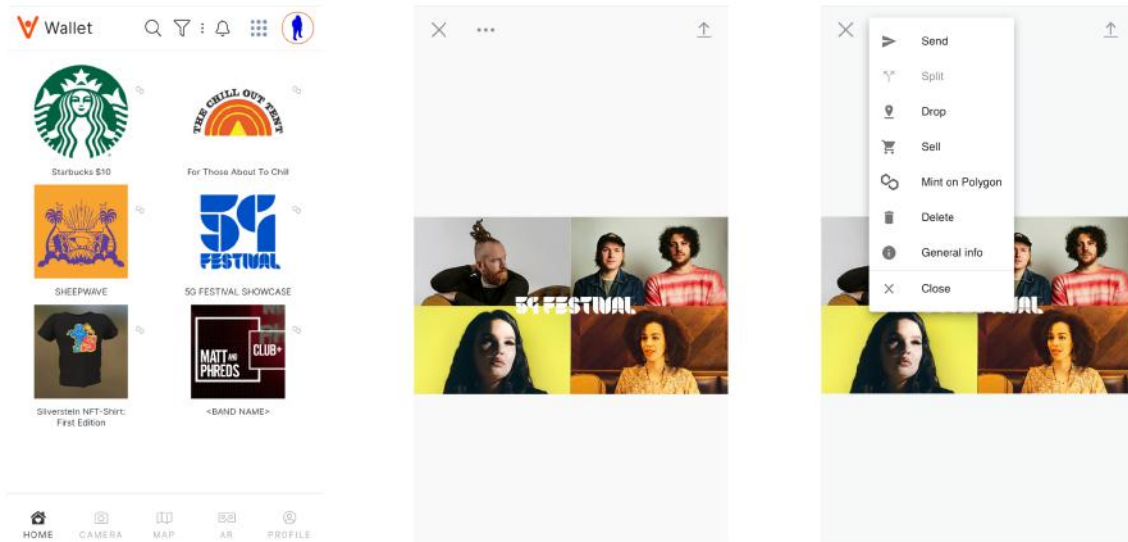 Wallet
THE CHILL OUT TENT
Starbucks $10
For Those About To Chill
5G
FESTIVAL
SHEEPWAVE
5G FESTIVAL SHOWCASE
MATT AND
PHREDS
CLUB+
Silverstein NFT-Shirt:
First Edition
<BAND NAME>
HOME
CAMERA
MAP
AR
PROFILE
5G FESTIVAL
Send
Split
Drop
Sell
Mint on Polygon
Delete
General info
Close